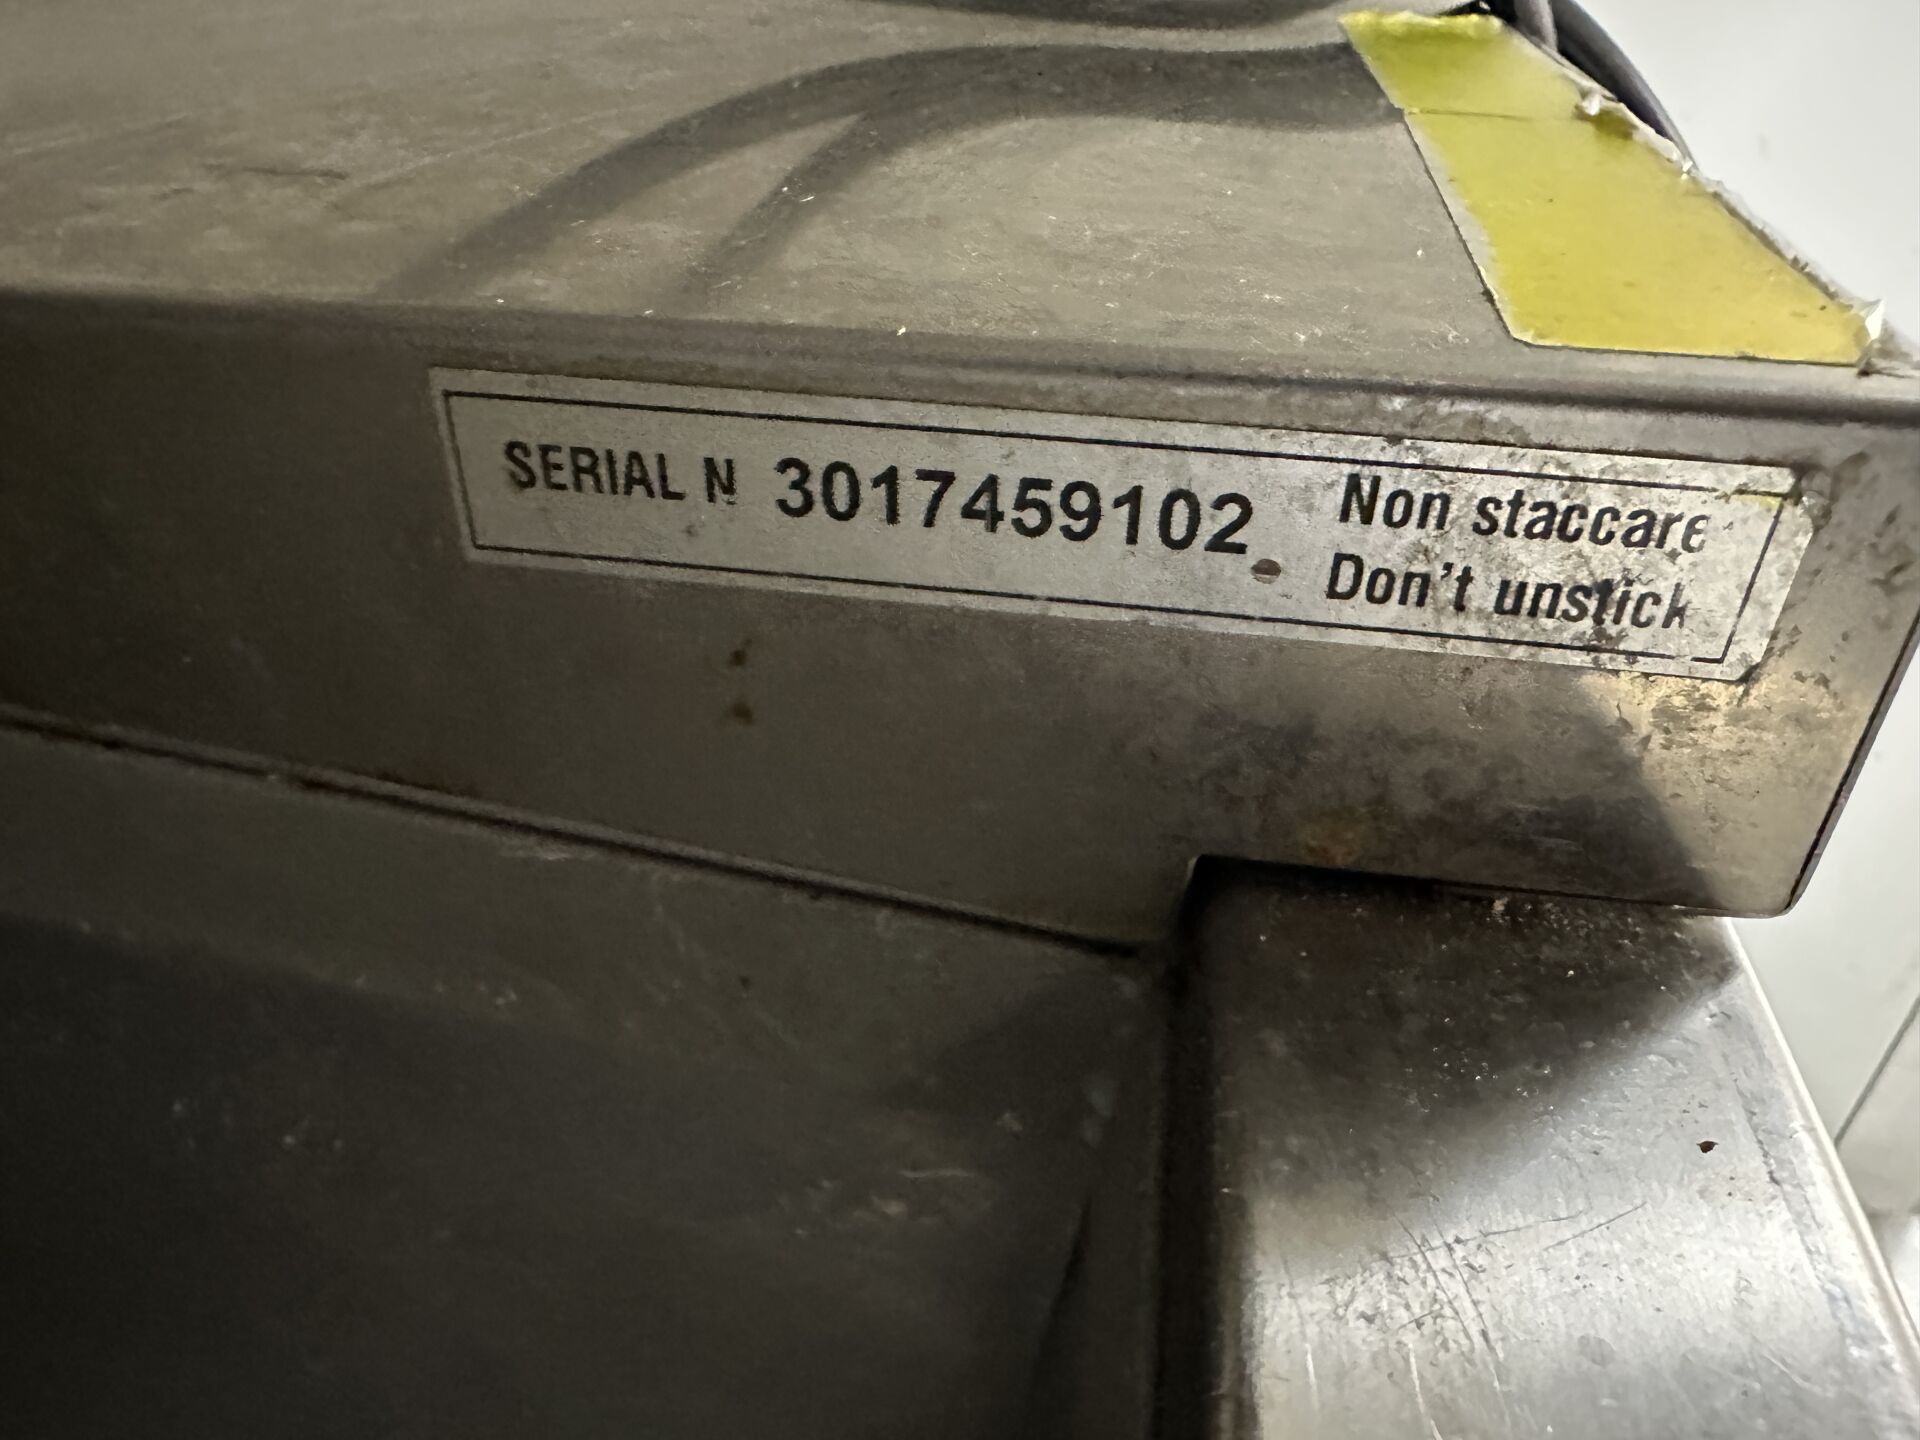 SERIAL N 3017459102 Non staccare
Don't unstick